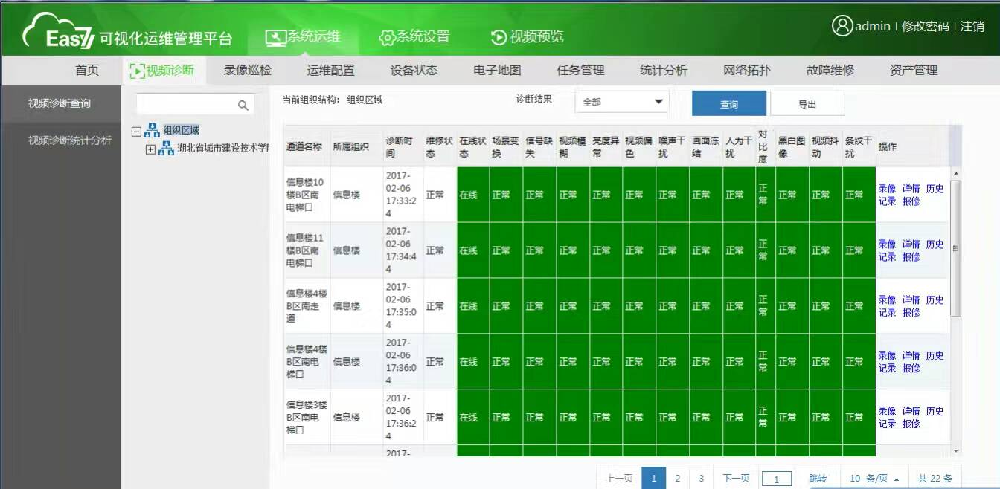 Easy7 可视化运维管理平台
系统运维
系统设置
视频预览
admin | 修改密码 | 注销
首页
视频诊断
录像巡检
运维配置
设备状态
电子地图
任务管理
统计分析
网络拓扑
故障维修
资产管理
视频诊断查询
视频诊断统计分析
组织区域
湖北省城市建设技术学
当前组织结构: 组织区域
诊断结果
全部
查询
导出
通道名称
所属组织
诊断时
间
维修状
态
在线状
态
场景变
换
信号缺
失
视频模
糊
亮度异
常
视频偏
色
噪声干
扰
画面冻
结
人为干
扰
对
比
度
黑白图
像
视频抖
动
条纹干
扰
操作
信息楼10
楼B区南
电梯口
信息楼
2017-
02-06
17:33:2
4
正常
在线
正常
正常
正常
正常
正常
正常
正常
正常
正
常
正常
正常
正常
录像 详情 历史
记录 报修
信息楼11
楼B区南
电梯口
信息楼
2017-
02-06
17:34:4
4
正常
在线
正常
正常
正常
正常
正常
正常
正常
正常
正
常
正常
正常
正常
录像 详情 历史
记录 报修
信息楼4楼
B区南走
道
信息楼
2017-
02-06
17:35:0
4
正常
在线
正常
正常
正常
正常
正常
正常
正常
正常
正
常
正常
正常
正常
录像 详情 历史
记录 报修
信息楼4楼
B区南电
梯口
信息楼
2017-
02-06
17:36:0
4
正常
在线
正常
正常
正常
正常
正常
正常
正常
正常
正
常
正常
正常
正常
录像 详情 历史
记录 报修
信息楼3楼
B区南电
梯口
信息楼
2017-
02-06
17:36:2
4
正常
在线
正常
正常
正常
正常
正常
正常
正常
正常
正
常
正常
正常
正常
录像 详情 历史
记录 报修
2017-
上一页
1
2
3
下一页
1
跳转
10 条/页
共 22 条